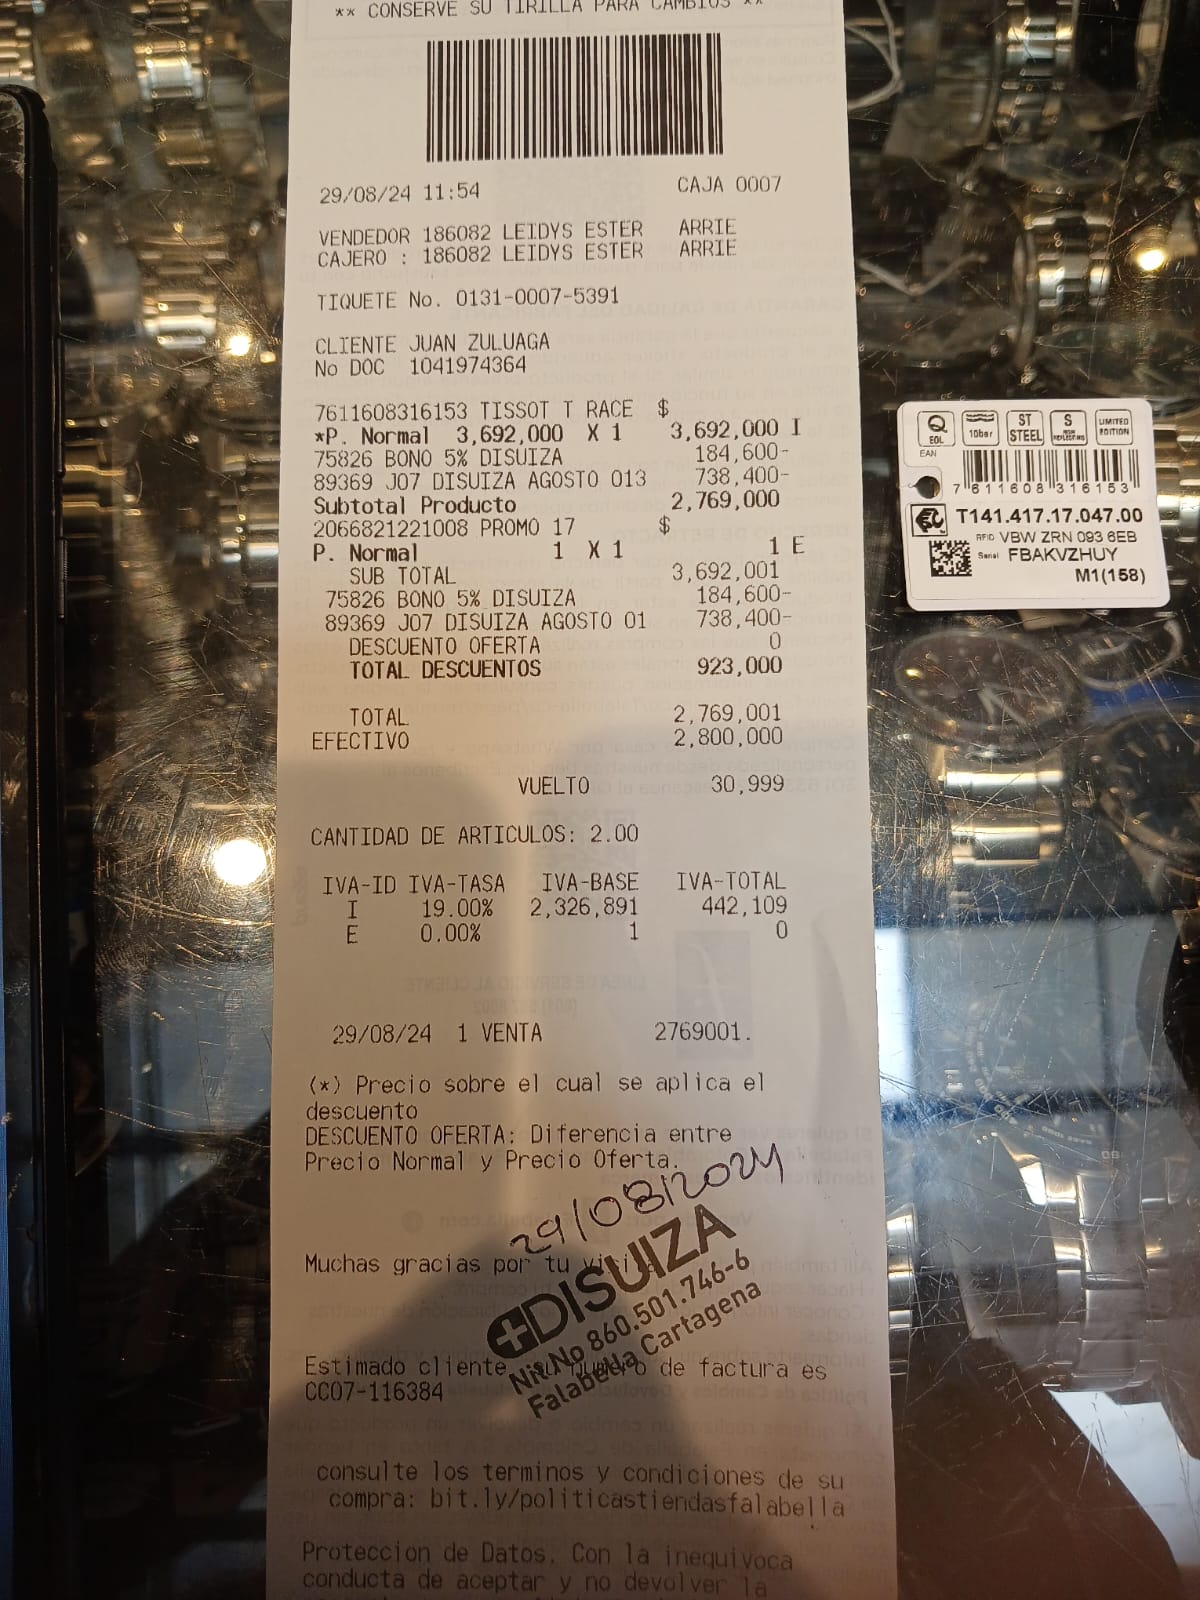 ** CONSERVE SU TIRILLA PARA CAMBIOS **
29/08/24 11:54 CAJA 0007
VENDEDOR 186082 LEIDYS ESTER ARRIE
CAJERO : 186082 LEIDYS ESTER ARRIE
TIQUETE No. 0131-0007-5391
CLIENTE JUAN ZULUAGA
No DOC 1041974364
7611608316153 TISSOT T RACE $
*P. Normal 3,692,000 X 1 3,692,000 I
75826 BONO 5% DISUIZA 184,600-
89369 J07 DISUIZA AGOSTO 013 738,400-
Subtotal Producto 2,769,000
2066821221008 PROMO 17 $
P. Normal 1 X 1 1 E
SUB TOTAL 3,692,001
75826 BONO 5% DISUIZA 184,600-
89369 J07 DISUIZA AGOSTO 01 738,400-
DESCUENTO OFERTA 0
TOTAL DESCUENTOS 923,000
TOTAL 2,769,001
EFECTIVO 2,800,000
VUELTO 30,999
CANTIDAD DE ARTICULOS: 2.00
IVA-ID IVA-TASA IVA-BASE IVA-TOTAL
I 19.00% 2,326,891 442,109
E 0.00% 1 0
29/08/24 1 VENTA 2769001.
(*) Precio sobre el cual se aplica el
descuento
DESCUENTO OFERTA: Diferencia entre
Precio Normal y Precio Oferta.
29/08/2024
Muchas gracias por tu visita
DISUIZA
Nit.No 860.501.746-6
Falabella Cartagena
Estimado cliente de factura es
CC07-116384
consulte los terminos y condiciones de su
compra: bit.ly/politicastiendasfalabella
Proteccion de Datos. Con la inequivoca
conducta de aceptar y no devolver la
Q EOL
10bar
ST STEEL
S
LIMITED EDITION
EAN
7 611608 316153
T141.417.17.047.00
RFID VBW ZRN 093 6EB
Serial FBAKVZHUY
M1(158)